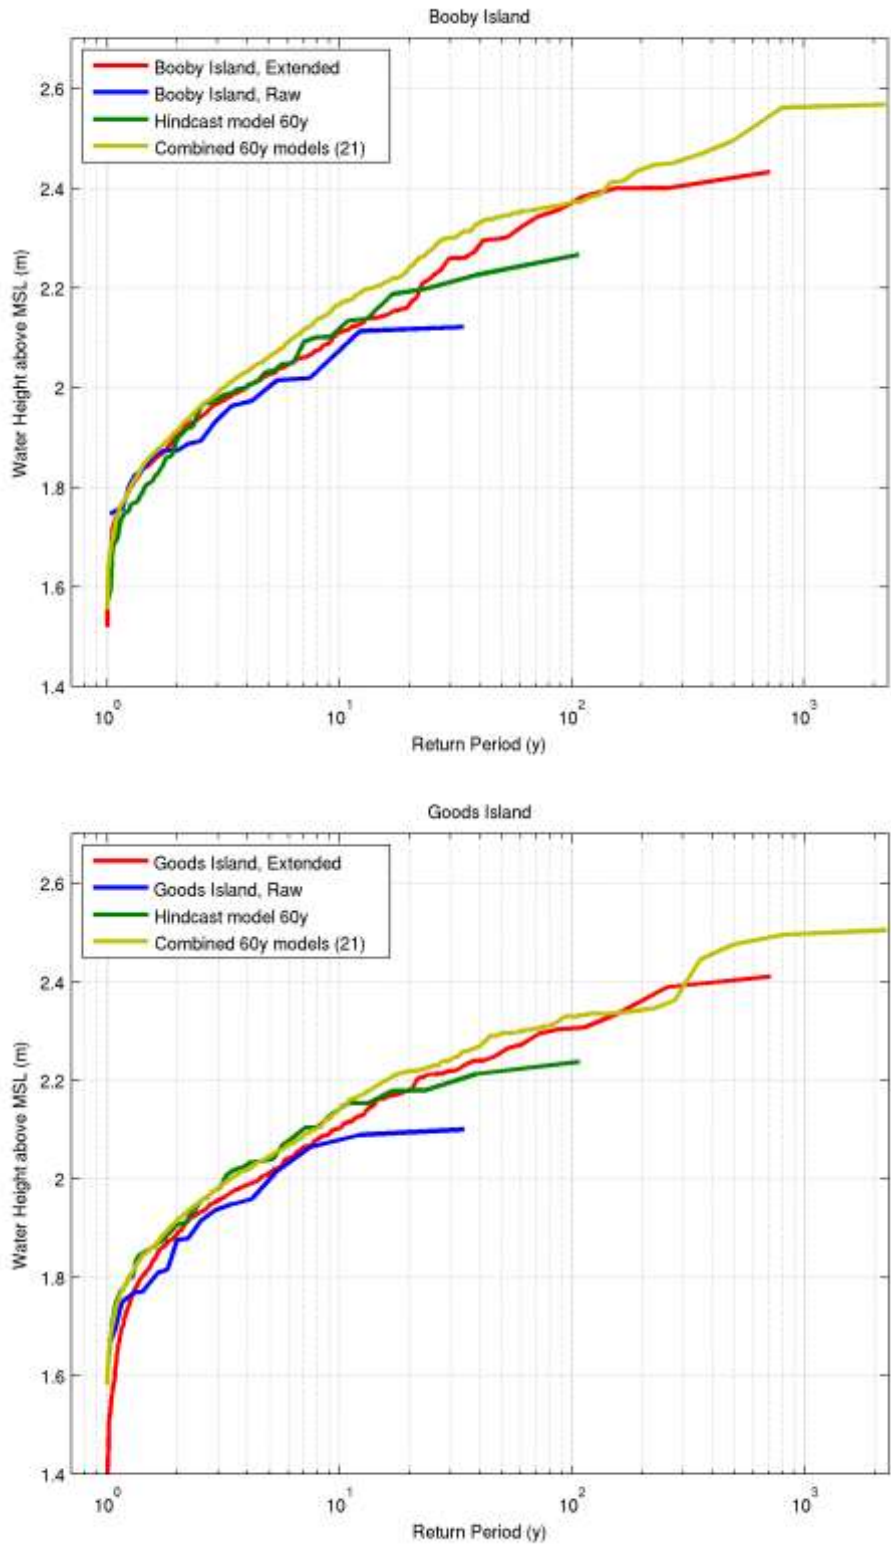 Booby Island
Booby Island, Extended
Booby Island, Raw
Hindcast model 60y
Combined 60y models (21)
Water Height above MSL (m)
2.6
2.4
2.2
2
1.8
1.6
1.4
10^0 10^1 10^2 10^3
Return Period (y)
Goods Island
Goods Island, Extended
Goods Island, Raw
Hindcast model 60y
Combined 60y models (21)
Water Height above MSL (m)
2.6
2.4
2.2
2
1.8
1.6
1.4
10^0 10^1 10^2 10^3
Return Period (y)